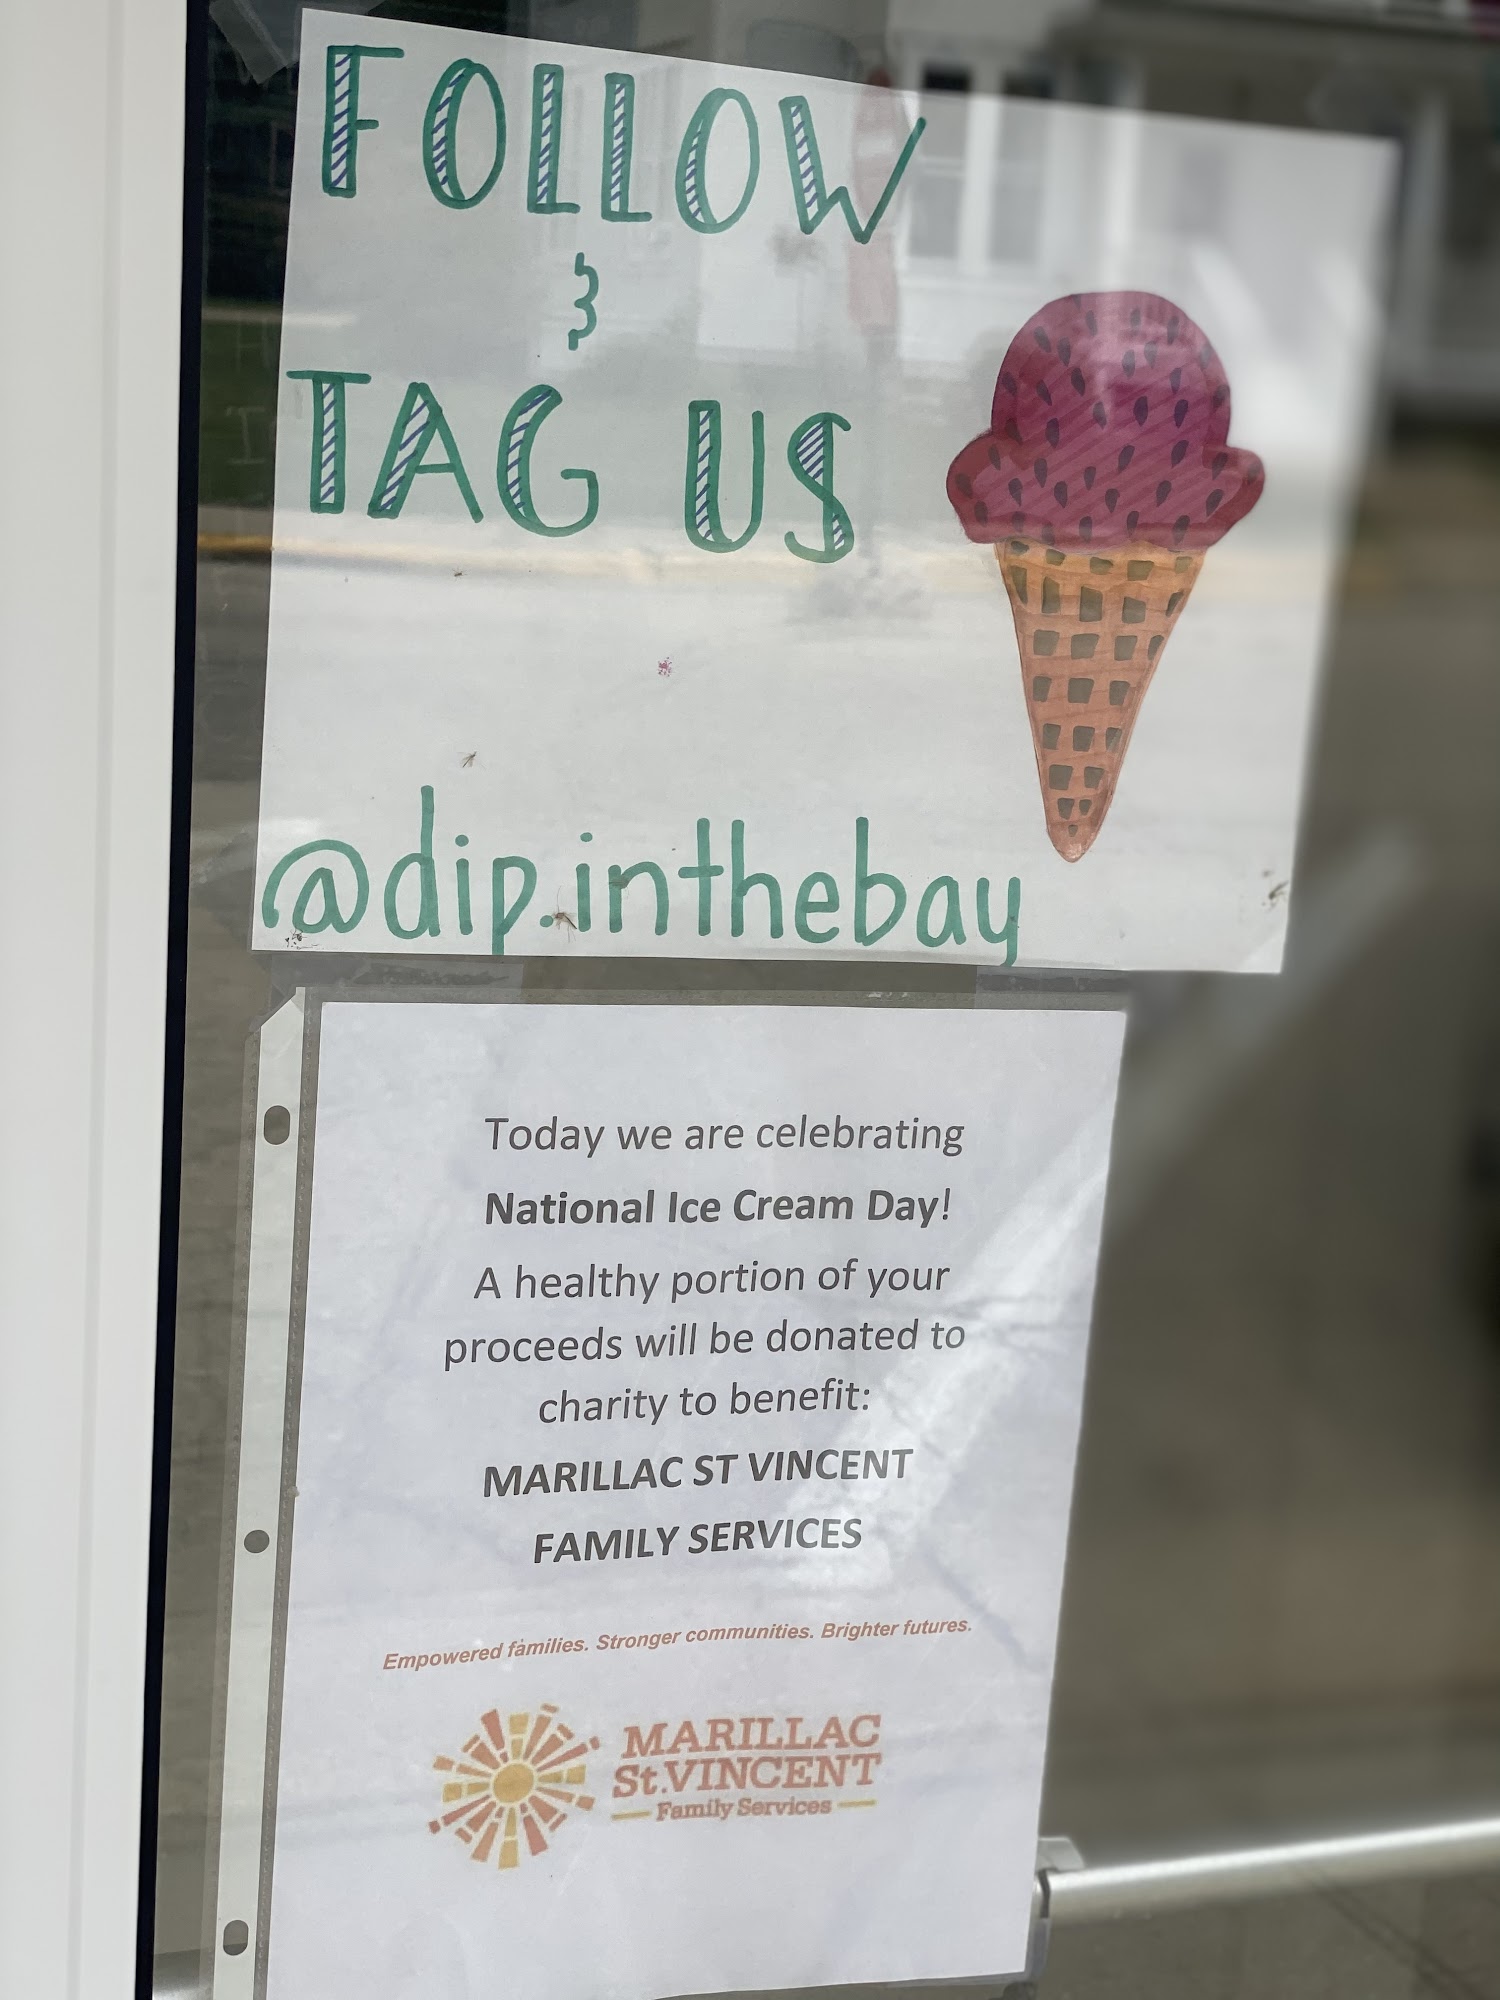 FOLLOW
&
TAG US
@dip.inthebay
Today we are celebrating
National Ice Cream Day!
A healthy portion of your
proceeds will be donated to
charity to benefit:
MARILLAC ST VINCENT
FAMILY SERVICES
Empowered families. Stronger communities. Brighter futures.
MARILLAC
St.VINCENT
Family Services